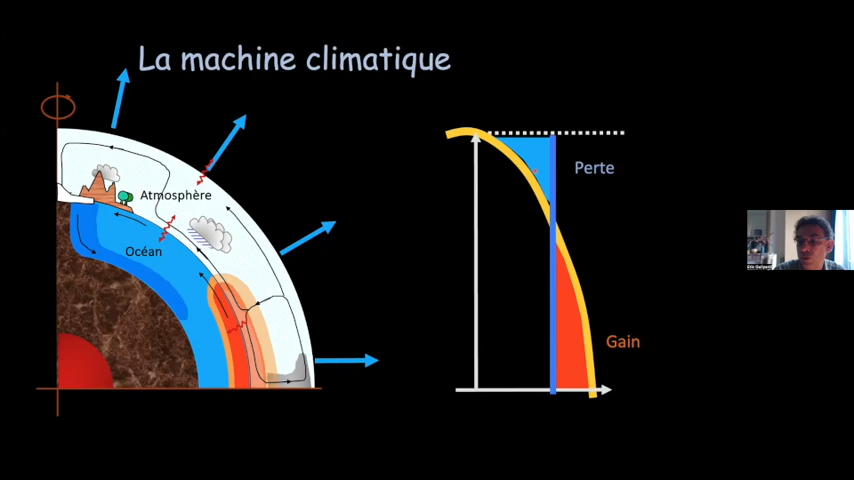 La machine climatique
Atmosphère
Océan
Perte
Gain